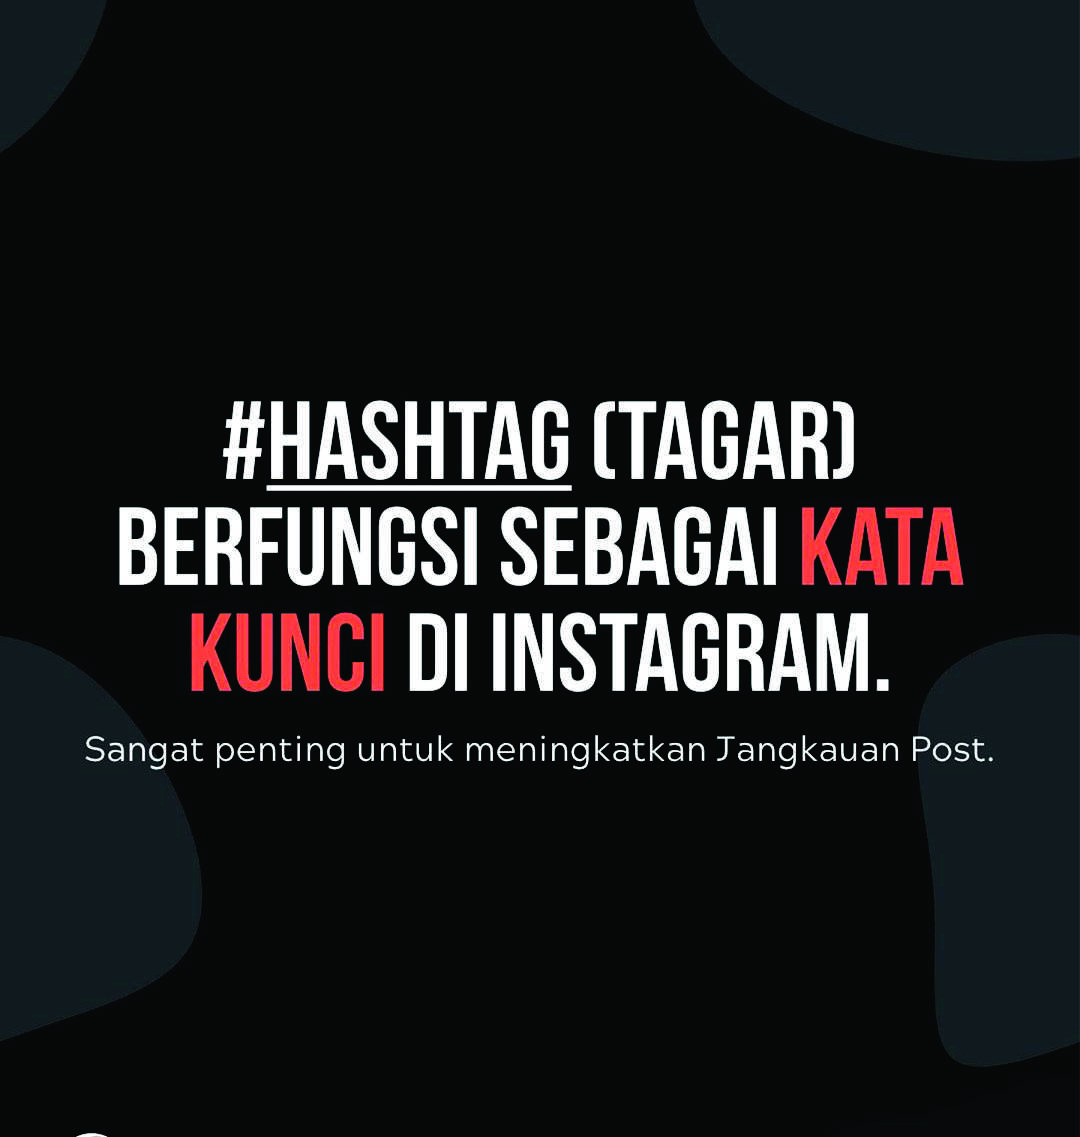 #HASHTAG (TAGAR)
BERFUNGSI SEBAGAI KATA
KUNCI DI INSTAGRAM.
Sangat penting untuk meningkatkan Jangkauan Post.